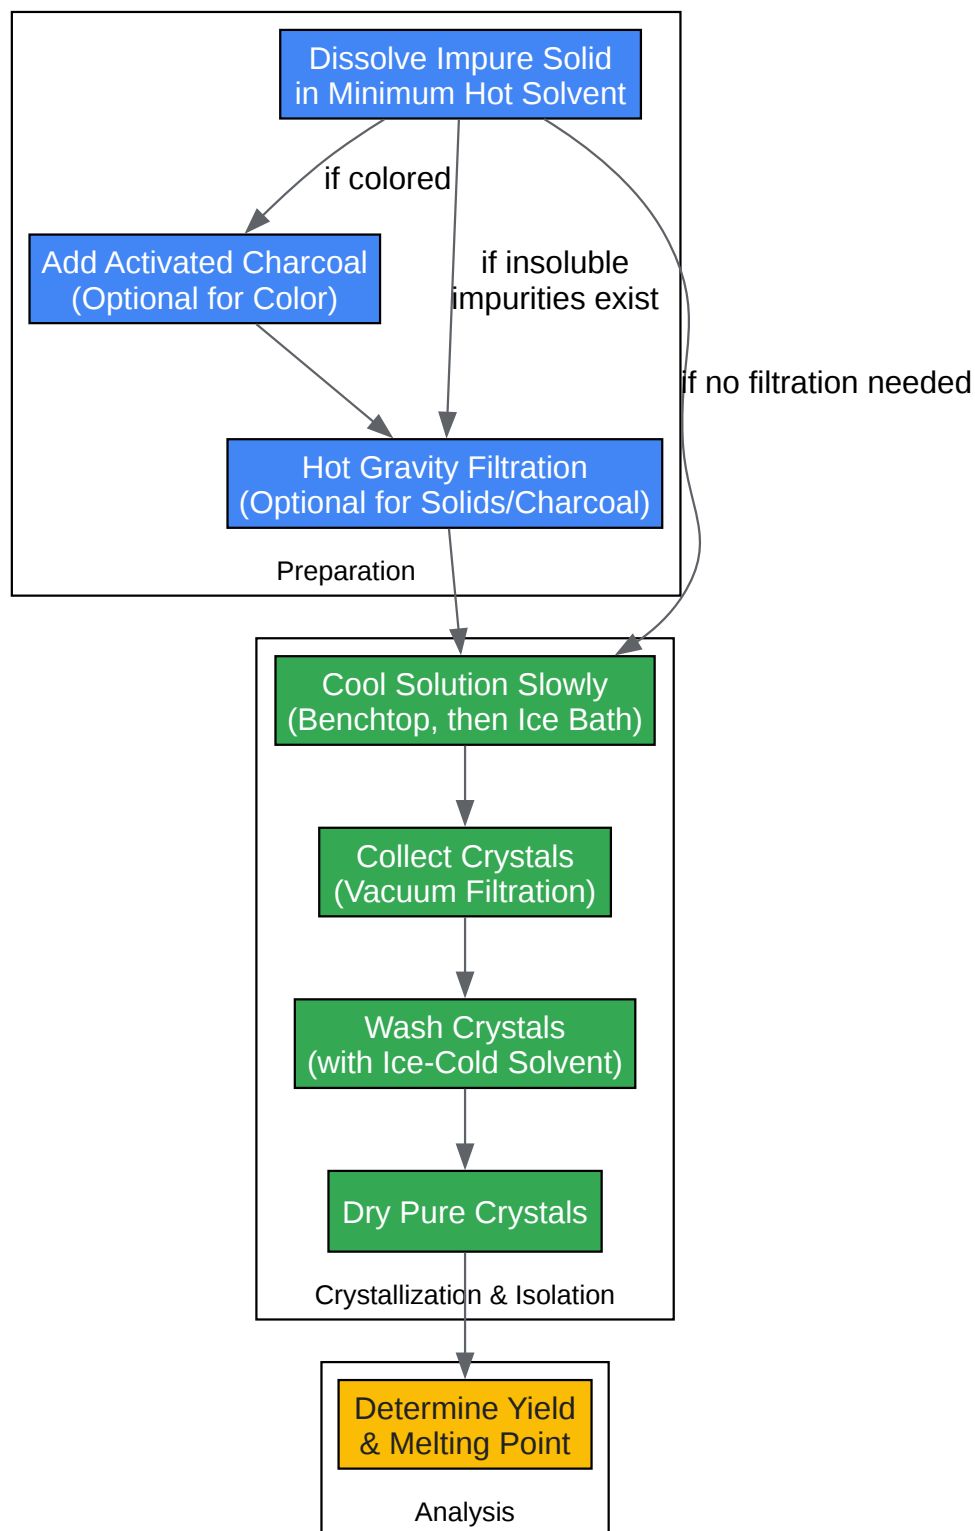 Dissolve Impure Solid
in Minimum Hot Solvent
if colored
Add Activated Charcoal
(Optional for Color)
if insoluble
impurities exist
if no filtration needed
Hot Gravity Filtration
(Optional for Solids/Charcoal)
Preparation
Cool Solution Slowly
(Benchtop, then Ice Bath)
Collect Crystals
(Vacuum Filtration)
Wash Crystals
(with Ice-Cold Solvent)
Dry Pure Crystals
Crystallization & Isolation
Determine Yield
& Melting Point
Analysis